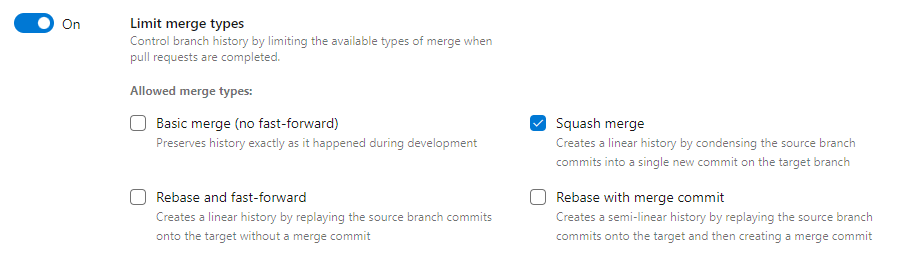 On
Limit merge types
Control branch history by limiting the available types of merge when
pull requests are completed.
Allowed merge types:
Basic merge (no fast-forward)
Preserves history exactly as it happened during development
Squash merge
Creates a linear history by condensing the source branch
commits into a single new commit on the target branch
Rebase and fast-forward
Creates a linear history by replaying the source branch commits
onto the target without a merge commit
Rebase with merge commit
Creates a semi-linear history by replaying the source branch
commits onto the target and then creating a merge commit